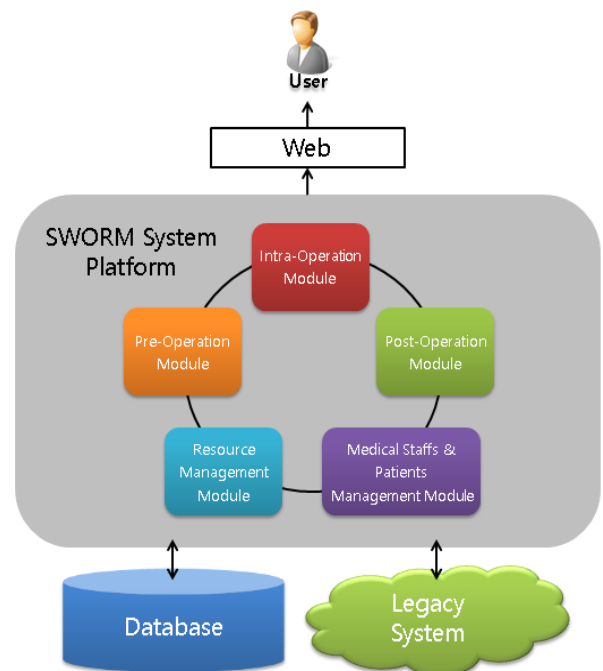 User
Web
SWORM System
Platform
Intra-Operation
Module
Pre-Operation
Module
Post-Operation
Module
Resource
Management
Module
Medical Staffs &
Patients
Management Module
Database
Legacy
System